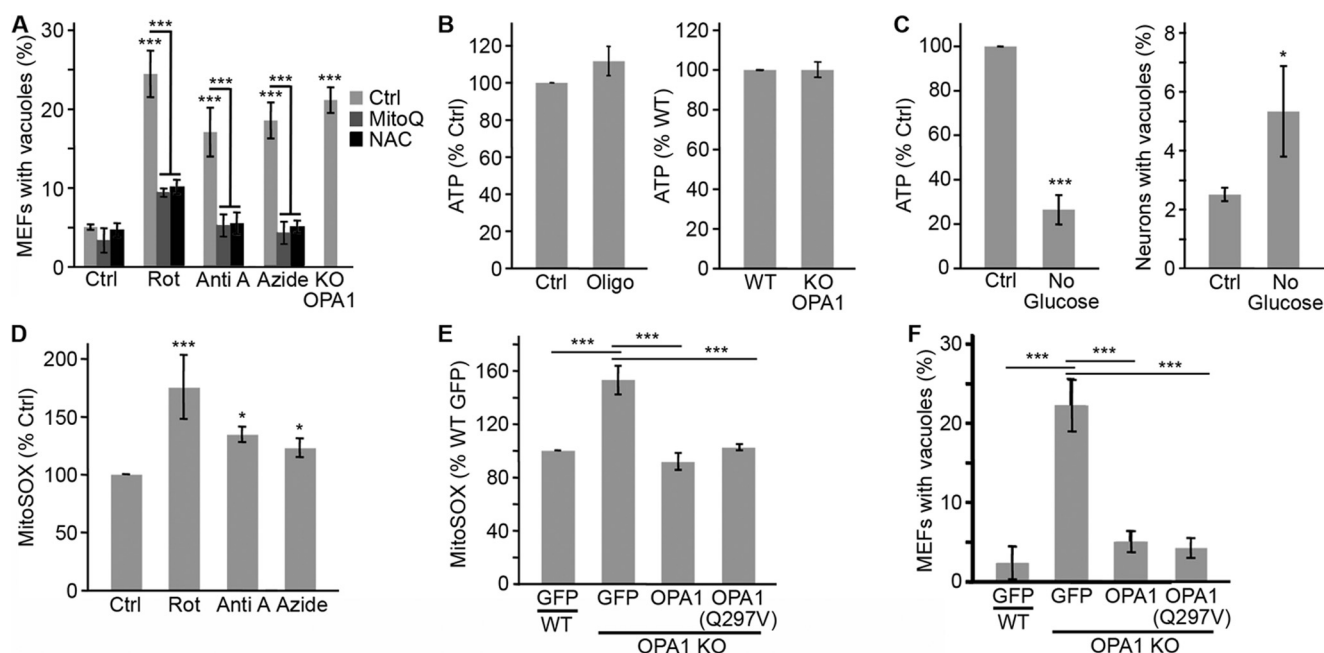 A
MEFs with vacuoles (%)
30
20
10
0
***
***
***
***
***
***
***
Ctrl
MitoQ
NAC
Ctrl
Rot
Anti A
Azide
KO
OPA1
B
ATP (% Ctrl)
120
100
80
60
40
20
0
Ctrl
Oligo
ATP (% WT)
120
100
80
60
40
20
0
WT
KO
OPA1
C
ATP (% Ctrl)
100
80
60
40
20
0
***
Ctrl
No
Glucose
Neurons with vacuoles (%)
8
6
4
2
0
*
Ctrl
No
Glucose
D
MitoSOX (% Ctrl)
200
150
100
50
0
***
*
*
Ctrl
Rot
Anti A
Azide
E
MitoSOX (% WT GFP)
160
120
80
40
0
***
***
***
GFP
GFP
OPA1
OPA1
(Q297V)
WT
OPA1 KO
F
MEFs with vacuoles (%)
30
20
10
0
***
***
***
GFP
GFP
OPA1
OPA1
(Q297V)
WT
OPA1 KO